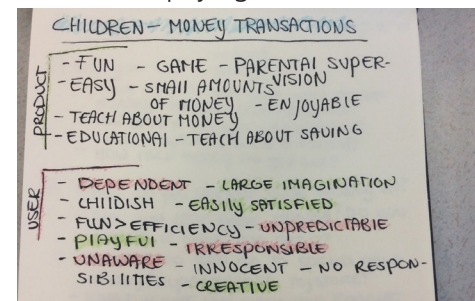 CHILDREN - MONEY TRANSACTIONS
PRODUCT
- FUN - GAME - PARENTAL SUPER-
VISION
- EASY - SMALL AMOUNTS
OF MONEY - ENJOYABLE
- TEACH ABOUT MONEY
- EDUCATIONAL - TEACH ABOUT SAVING
USER
- DEPENDENT - LARGE IMAGINATION
- CHILDISH - EASILY SATISFIED
- FUN > EFFICIENCY - UNPREDICTABLE
- PLAYFUL - IRRESPONSIBLE
- UNAWARE - INNOCENT - NO RESPON-
SIBILITIES - CREATIVE